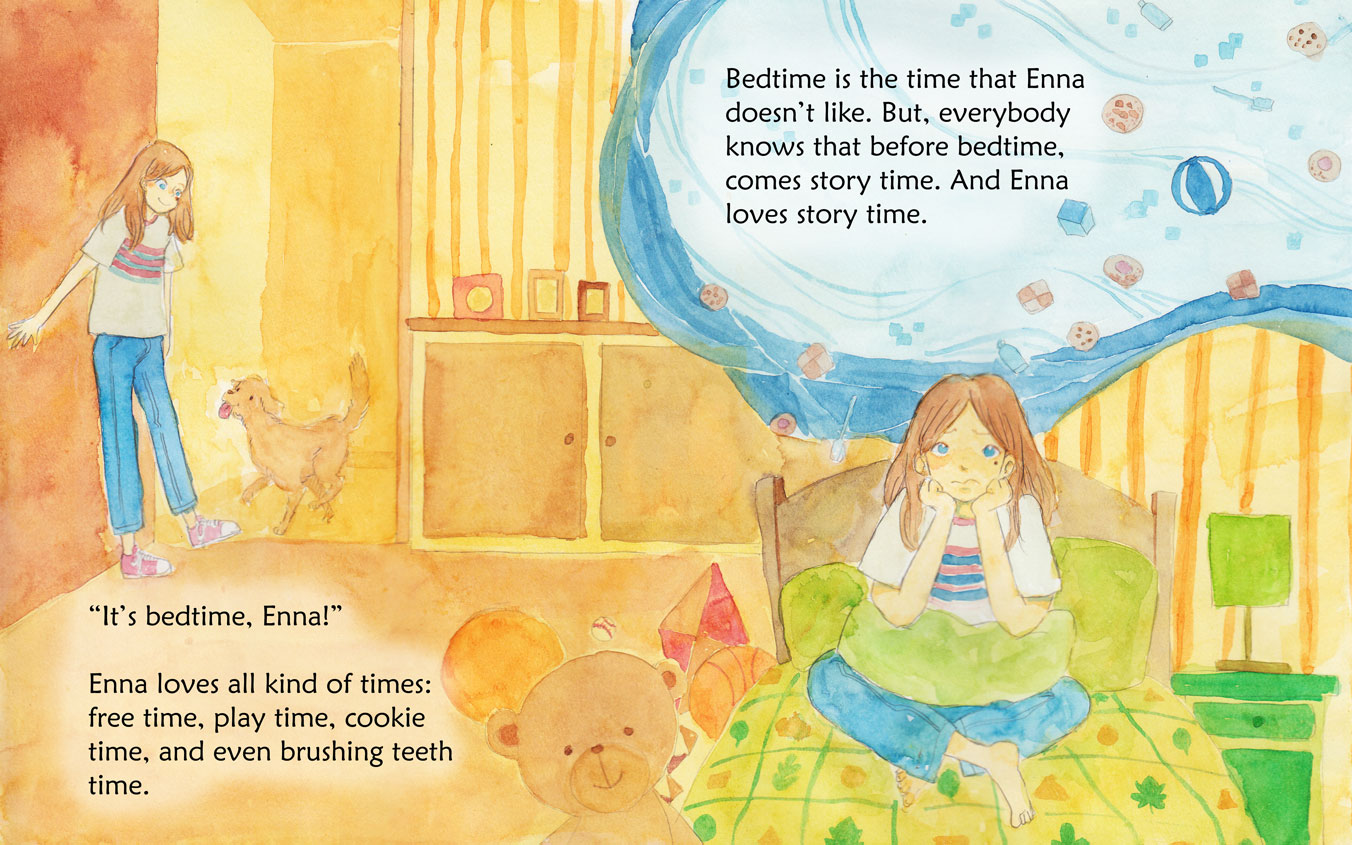 “It’s bedtime, Enna!”
Enna loves all kind of times:
free time, play time, cookie
time, and even brushing teeth
time.
Bedtime is the time that Enna
doesn’t like. But, everybody
knows that before bedtime,
comes story time. And Enna
loves story time.